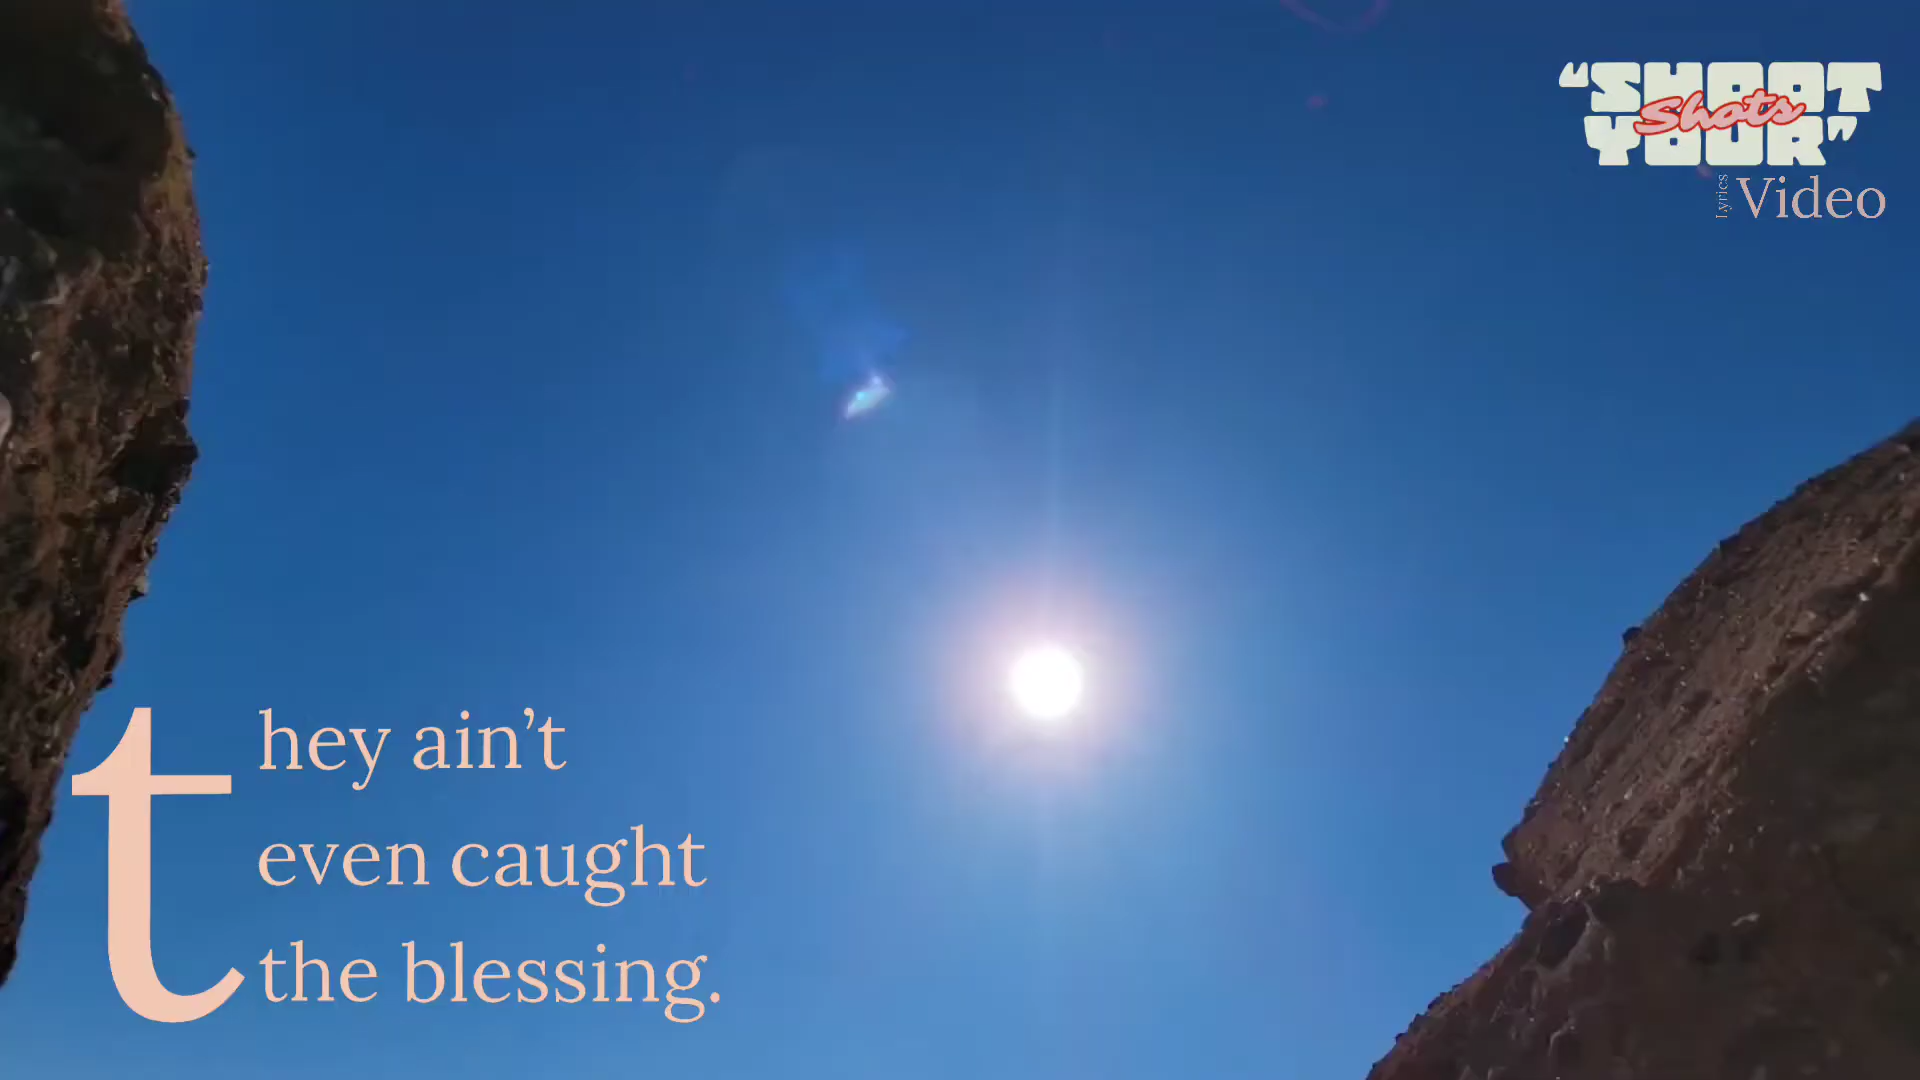 “SHOOT
Shots
YOUR”
Lyrics Video
they ain’t
even caught
the blessing.